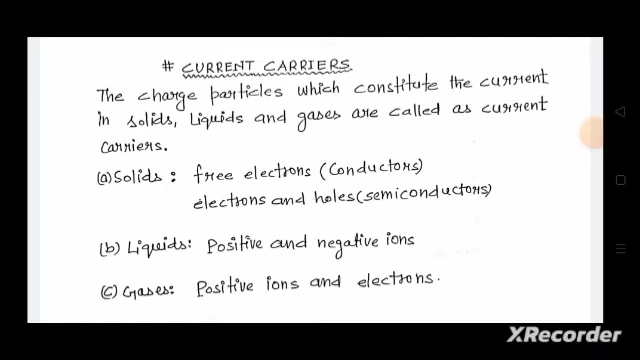 # CURRENT CARRIERS
The charge particles which constitute the current
in solids, Liquids and gases are called as current
carriers.
(a) Solids : free electrons (conductors)
electrons and holes (semiconductors)
(b) Liquids: Positive and negative ions
(c) Gases: Positive ions and electrons.
XRecorder